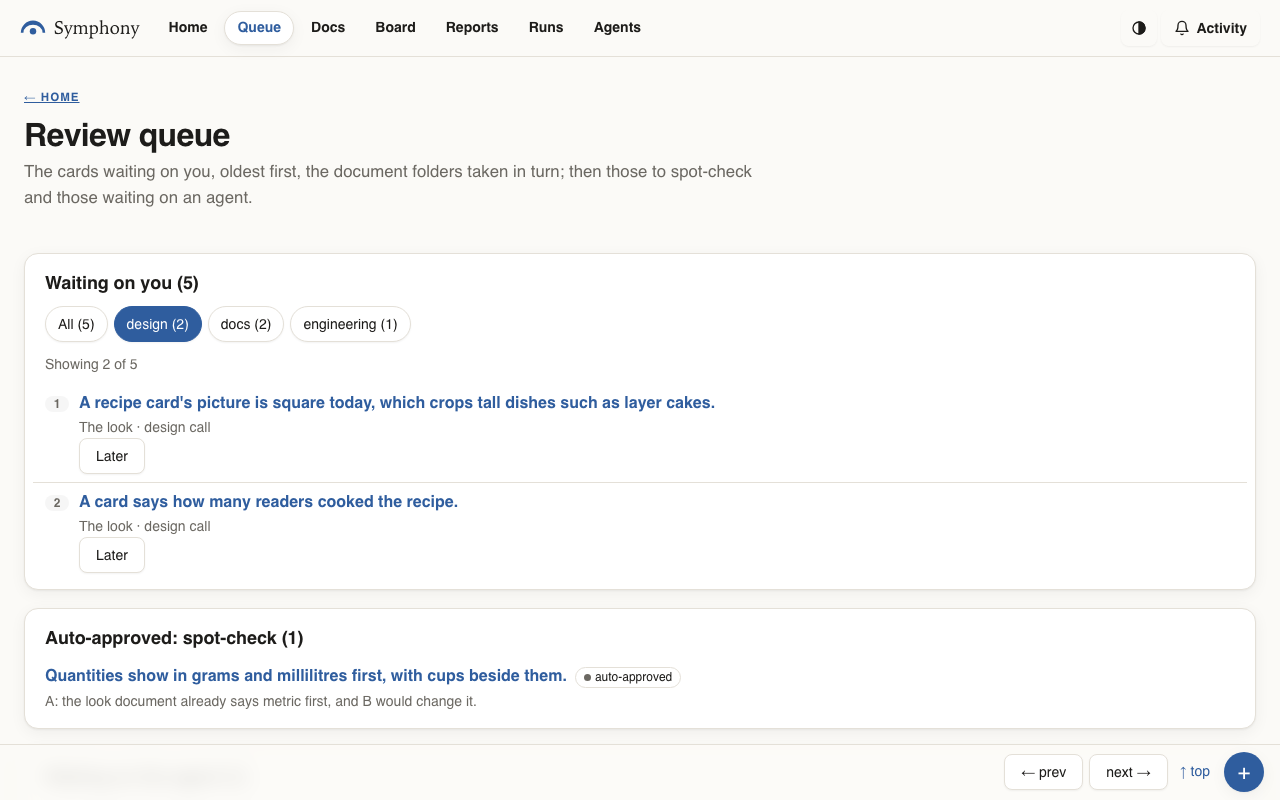 Symphony
Home
Queue
Docs
Board
Reports
Runs
Agents
Activity
← HOME
Review queue
The cards waiting on you, oldest first, the document folders taken in turn; then those to spot-check
and those waiting on an agent.
Waiting on you (5)
All (5)
design (2)
docs (2)
engineering (1)
Showing 2 of 5
1
A recipe card's picture is square today, which crops tall dishes such as layer cakes.
The look · design call
Later
2
A card says how many readers cooked the recipe.
The look · design call
Later
Auto-approved: spot-check (1)
Quantities show in grams and millilitres first, with cups beside them.
auto-approved
A: the look document already says metric first, and B would change it.
← prev
next →
↑ top
+